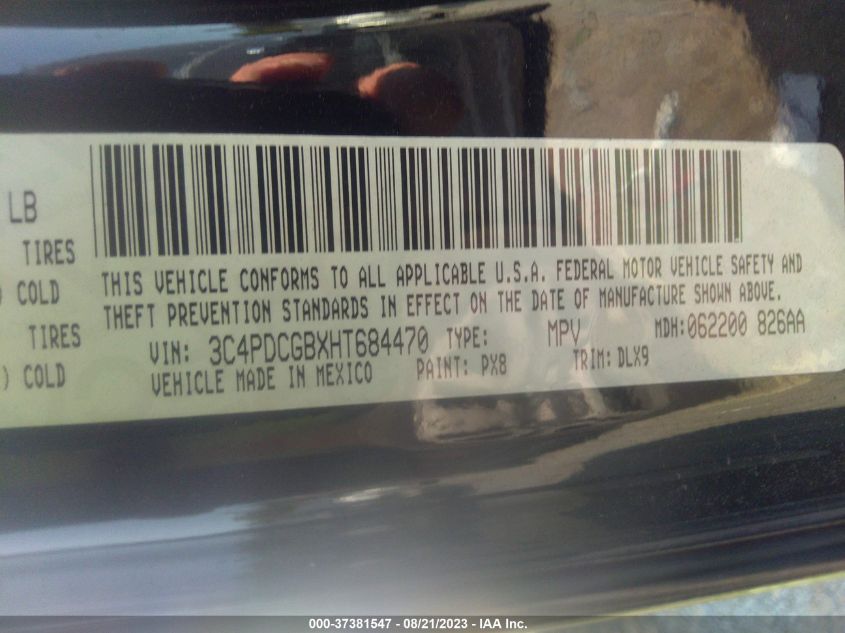 LB
TIRES
COLD
TIRES
) COLD
THIS VEHICLE CONFORMS TO ALL APPLICABLE U.S.A. FEDERAL MOTOR VEHICLE SAFETY AND
THEFT PREVENTION STANDARDS IN EFFECT ON THE DATE OF MANUFACTURE SHOWN ABOVE.
VIN: 3C4PDCGBXHT684470 TYPE: MPV MDH:062200 826AA
VEHICLE MADE IN MEXICO PAINT: PX8 TRIM: DLX9
000-37381547 - 08/21/2023 - IAA Inc.